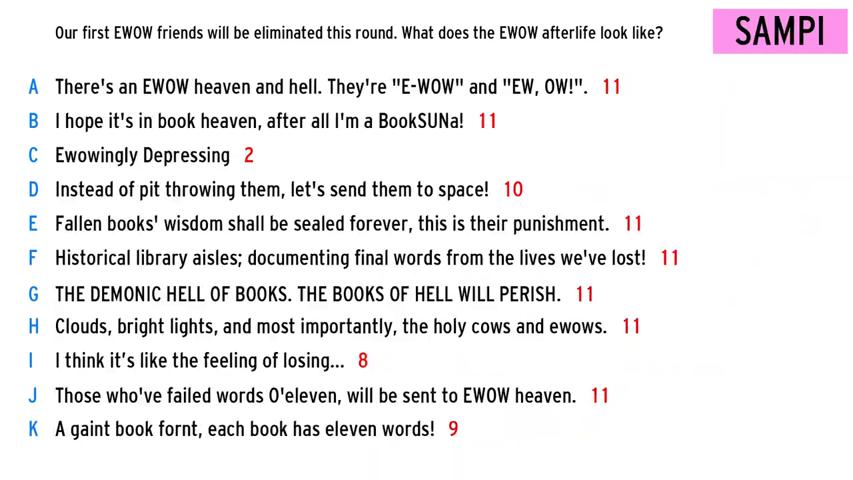 Our first EWOW friends will be eliminated this round. What does the EWOW afterlife look like?
SAMPI
A There's an EWOW heaven and hell. They're "E-WOW" and "EW, OW!". 11
B I hope it's in book heaven, after all I'm a BookSUNa! 11
C Ewowingly Depressing 2
D Instead of pit throwing them, let's send them to space! 10
E Fallen books' wisdom shall be sealed forever, this is their punishment. 11
F Historical library aisles; documenting final words from the lives we've lost! 11
G THE DEMONIC HELL OF BOOKS. THE BOOKS OF HELL WILL PERISH. 11
H Clouds, bright lights, and most importantly, the holy cows and ewows. 11
I I think it’s like the feeling of losing... 8
J Those who've failed words O'eleven, will be sent to EWOW heaven. 11
K A gaint book fornt, each book has eleven words! 9